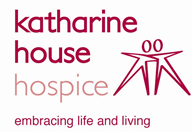 katharine
house
hospice
embracing life and living